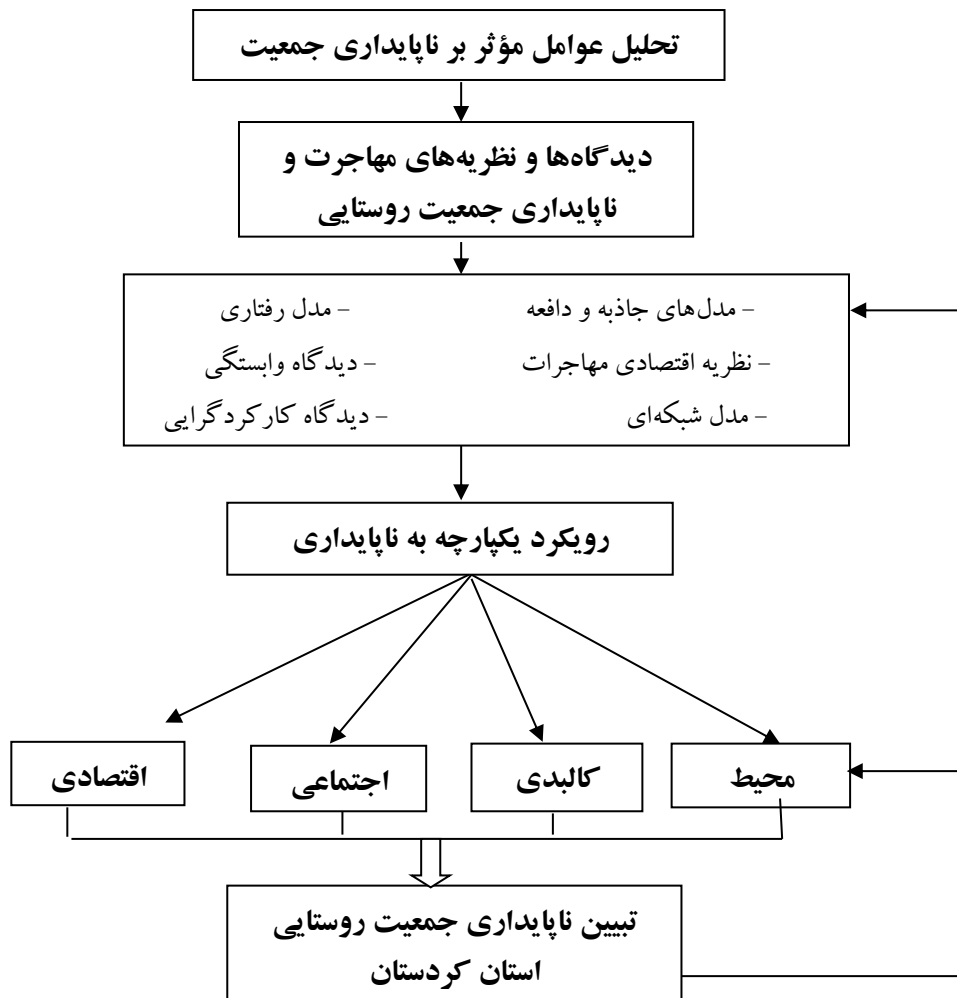 تحلیل عوامل مؤثر بر ناپایداری جمعیت
دیدگاه‌ها و نظریه‌های مهاجرت و
ناپایداری جمعیت روستایی
– مدل‌های جاذبه و دافعه
– مدل رفتاری
– نظریه اقتصادی مهاجرات
– دیدگاه وابستگی
– مدل شبکه‌ای
– دیدگاه کارکردگرایی
رویکرد یکپارچه به ناپایداری
محیط
کالبدی
اجتماعی
اقتصادی
تبیین ناپایداری جمعیت روستایی
استان کردستان